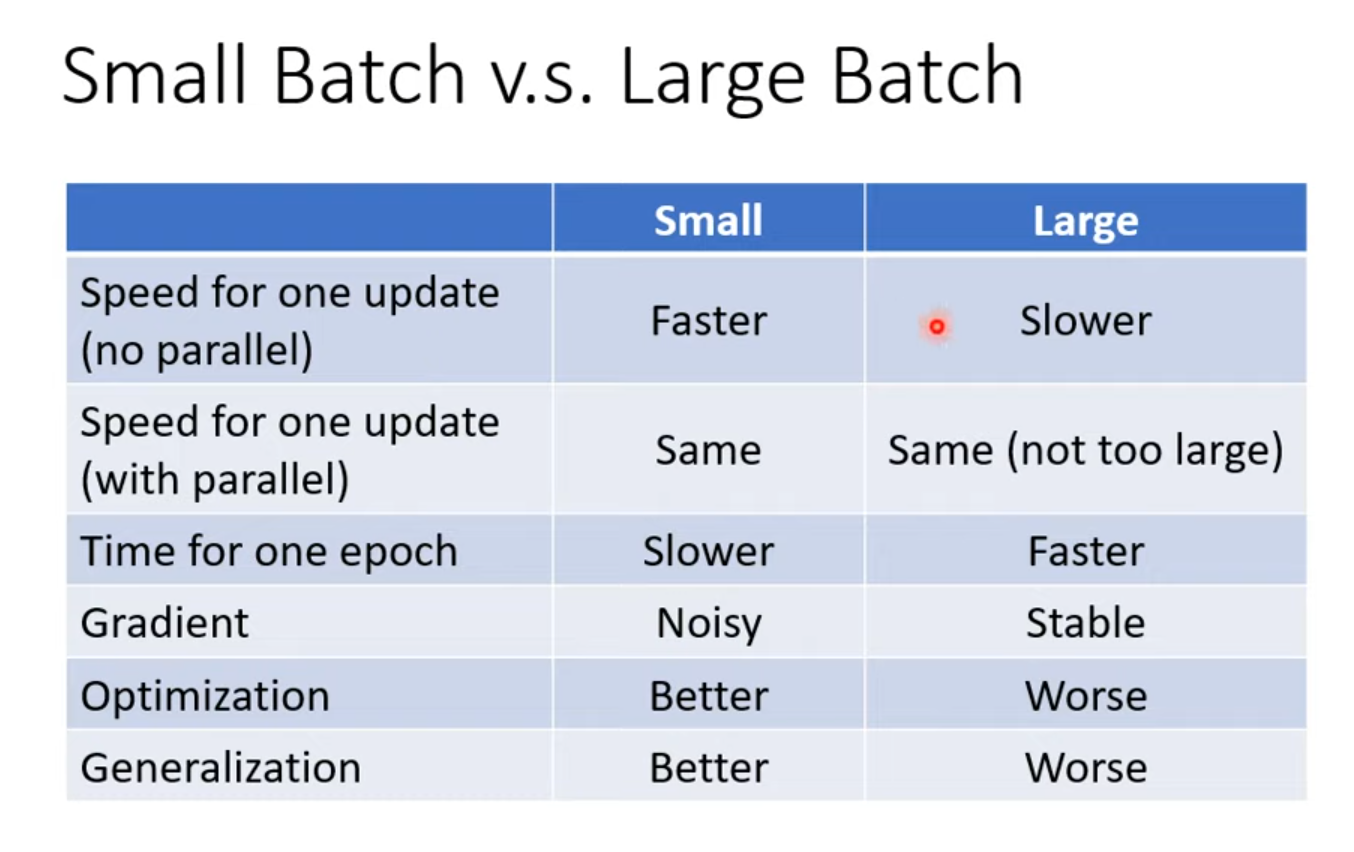 Small Batch v.s. Large Batch
Small Large
Speed for one update
(no parallel) Faster Slower
Speed for one update
(with parallel) Same Same (not too large)
Time for one epoch Slower Faster
Gradient Noisy Stable
Optimization Better Worse
Generalization Better Worse